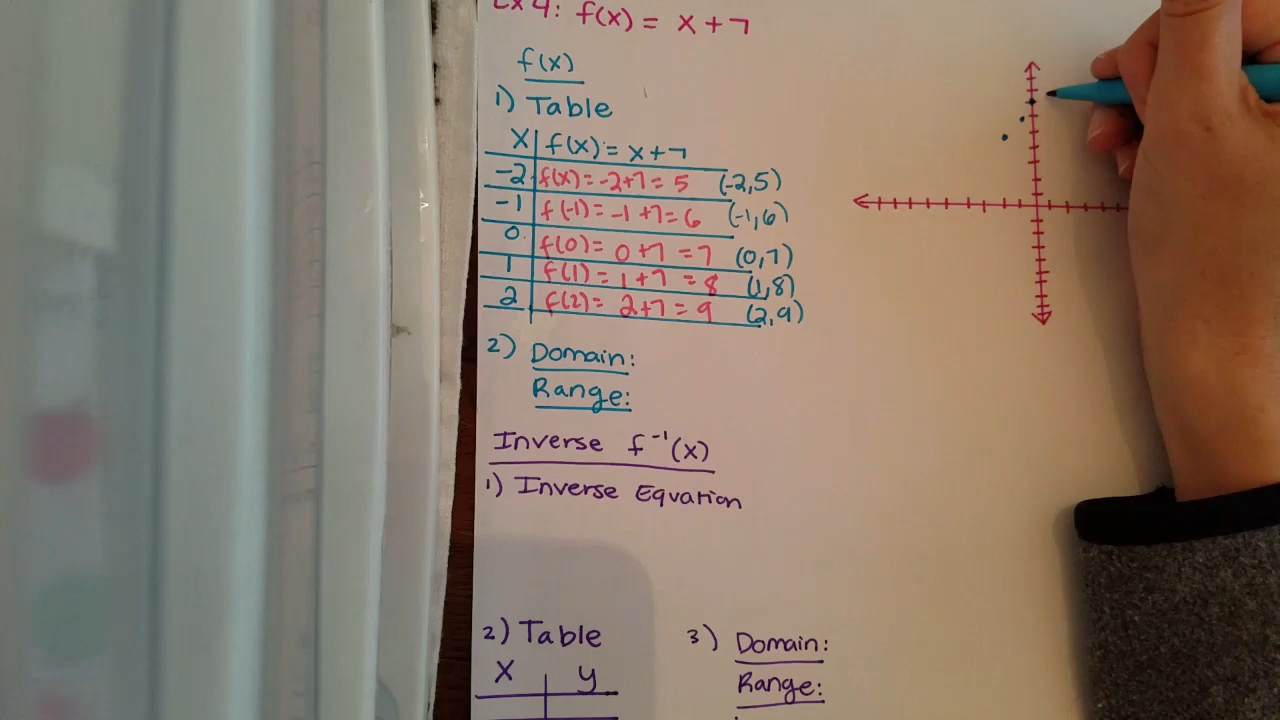 Ex 4: f(x) = x + 7
f(x)
1) Table
X f(x) = x + 7
-2 f(x) = -2+7 = 5 (-2,5)
-1 f(-1) = -1 +7 = 6 (-1,6)
0 f(0) = 0+7 = 7 (0,7)
1 f(1) = 1+7 = 8 (1,8)
2 f(2) = 2+7 = 9 (2,9)
2) Domain:
Range:
Inverse f⁻¹(x)
1) Inverse Equation
2) Table
X y
3) Domain:
Range: